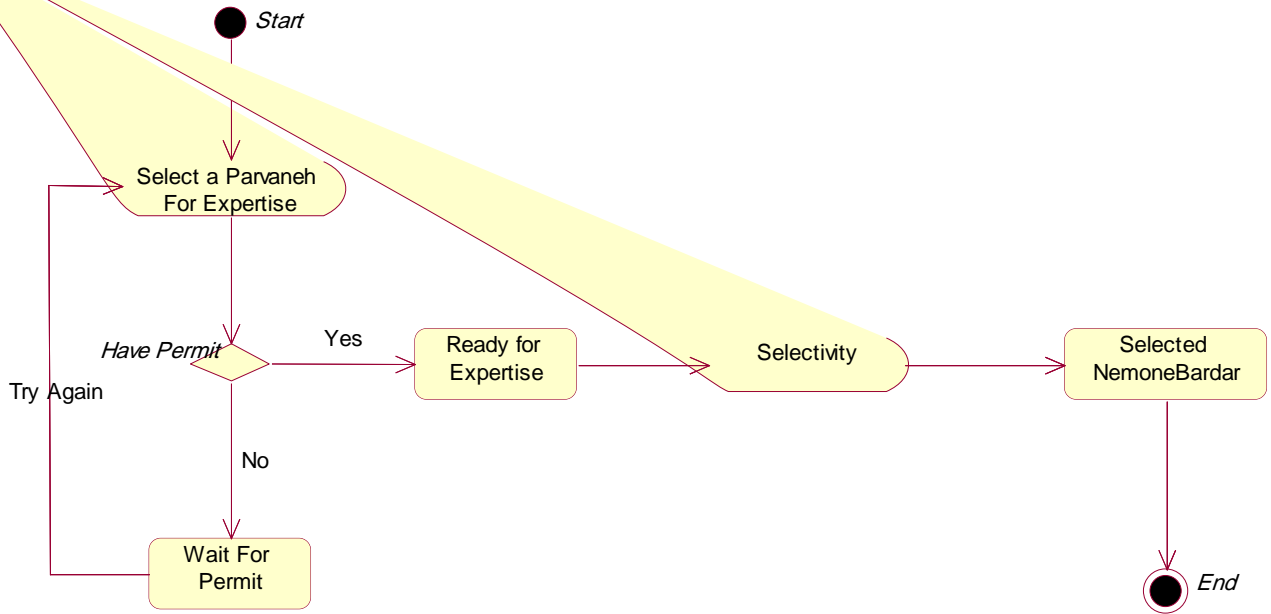 Start
Select a Parvaneh
For Expertise
Have Permit
Yes
Ready for
Expertise
Selectivity
Selected
NemoneBardar
Try Again
No
Wait For
Permit
End